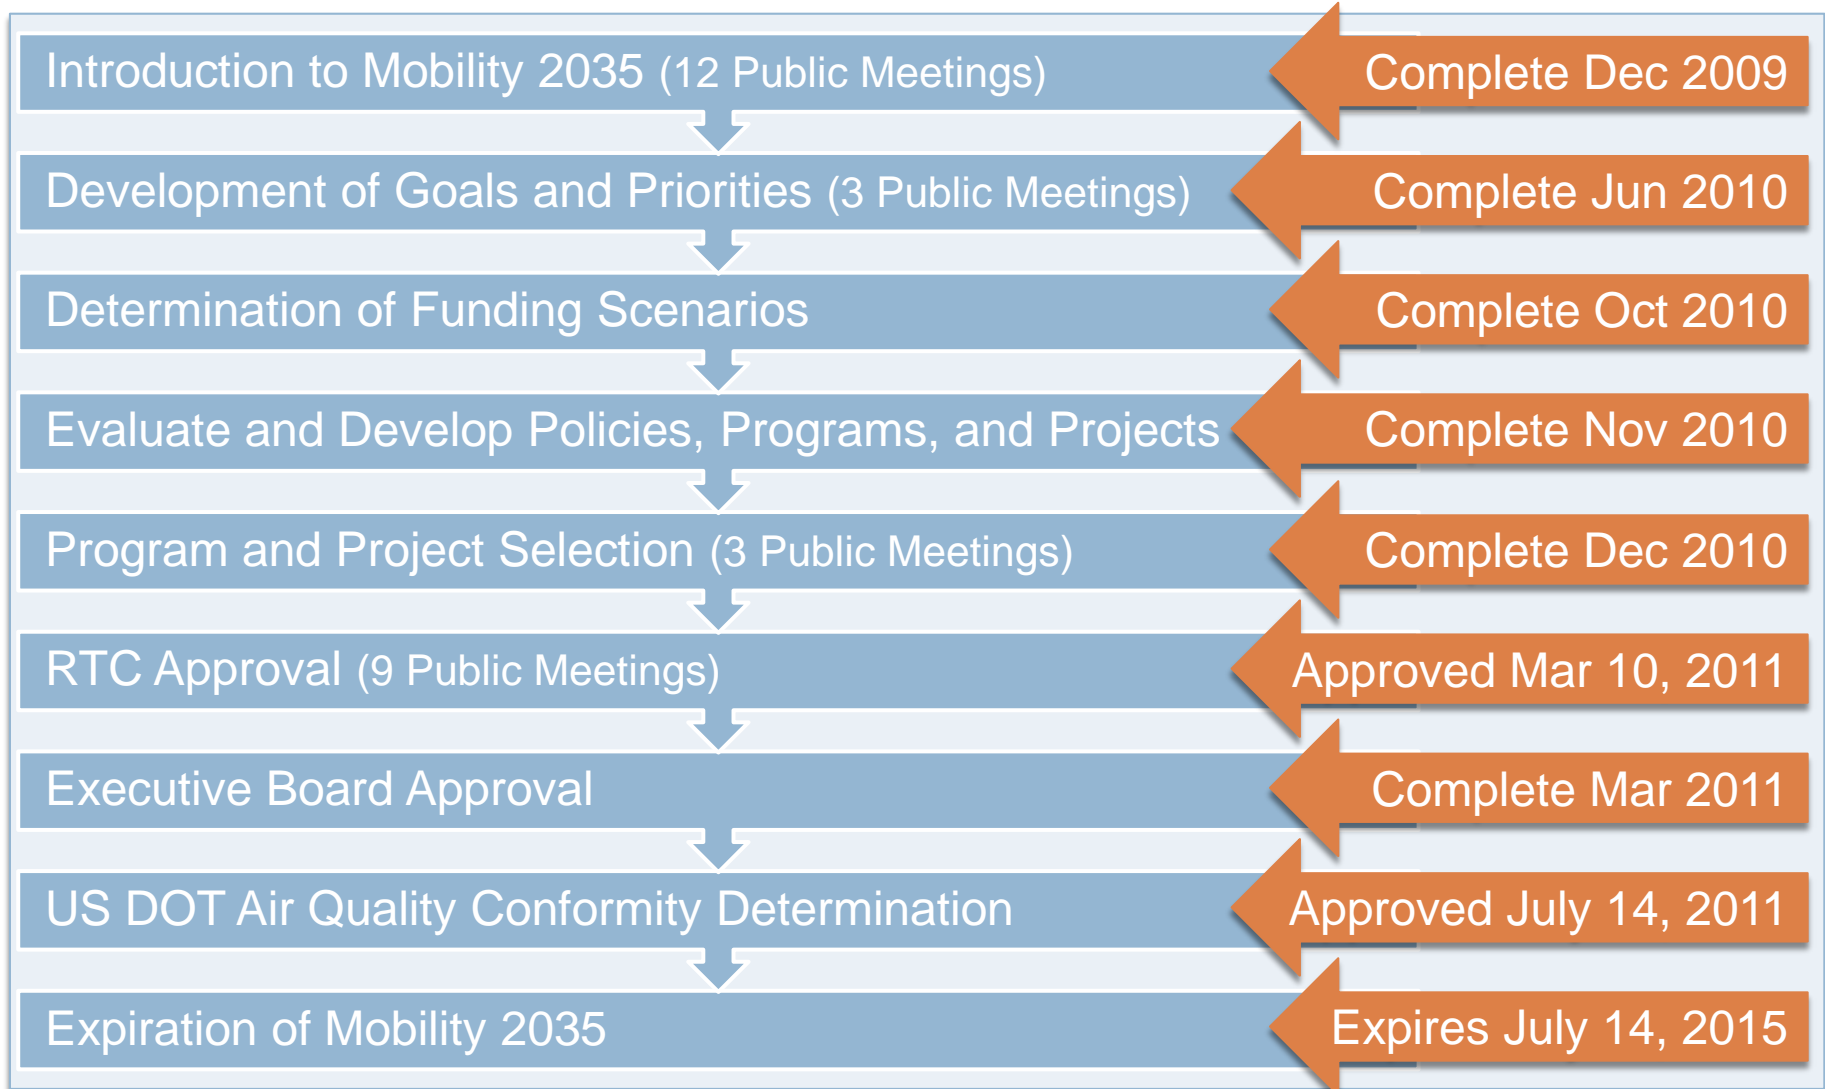 Introduction to Mobility 2035 (12 Public Meetings)
Complete Dec 2009
Development of Goals and Priorities (3 Public Meetings)
Complete Jun 2010
Determination of Funding Scenarios
Complete Oct 2010
Evaluate and Develop Policies, Programs, and Projects
Complete Nov 2010
Program and Project Selection (3 Public Meetings)
Complete Dec 2010
RTC Approval (9 Public Meetings)
Approved Mar 10, 2011
Executive Board Approval
Complete Mar 2011
US DOT Air Quality Conformity Determination
Approved July 14, 2011
Expiration of Mobility 2035
Expires July 14, 2015